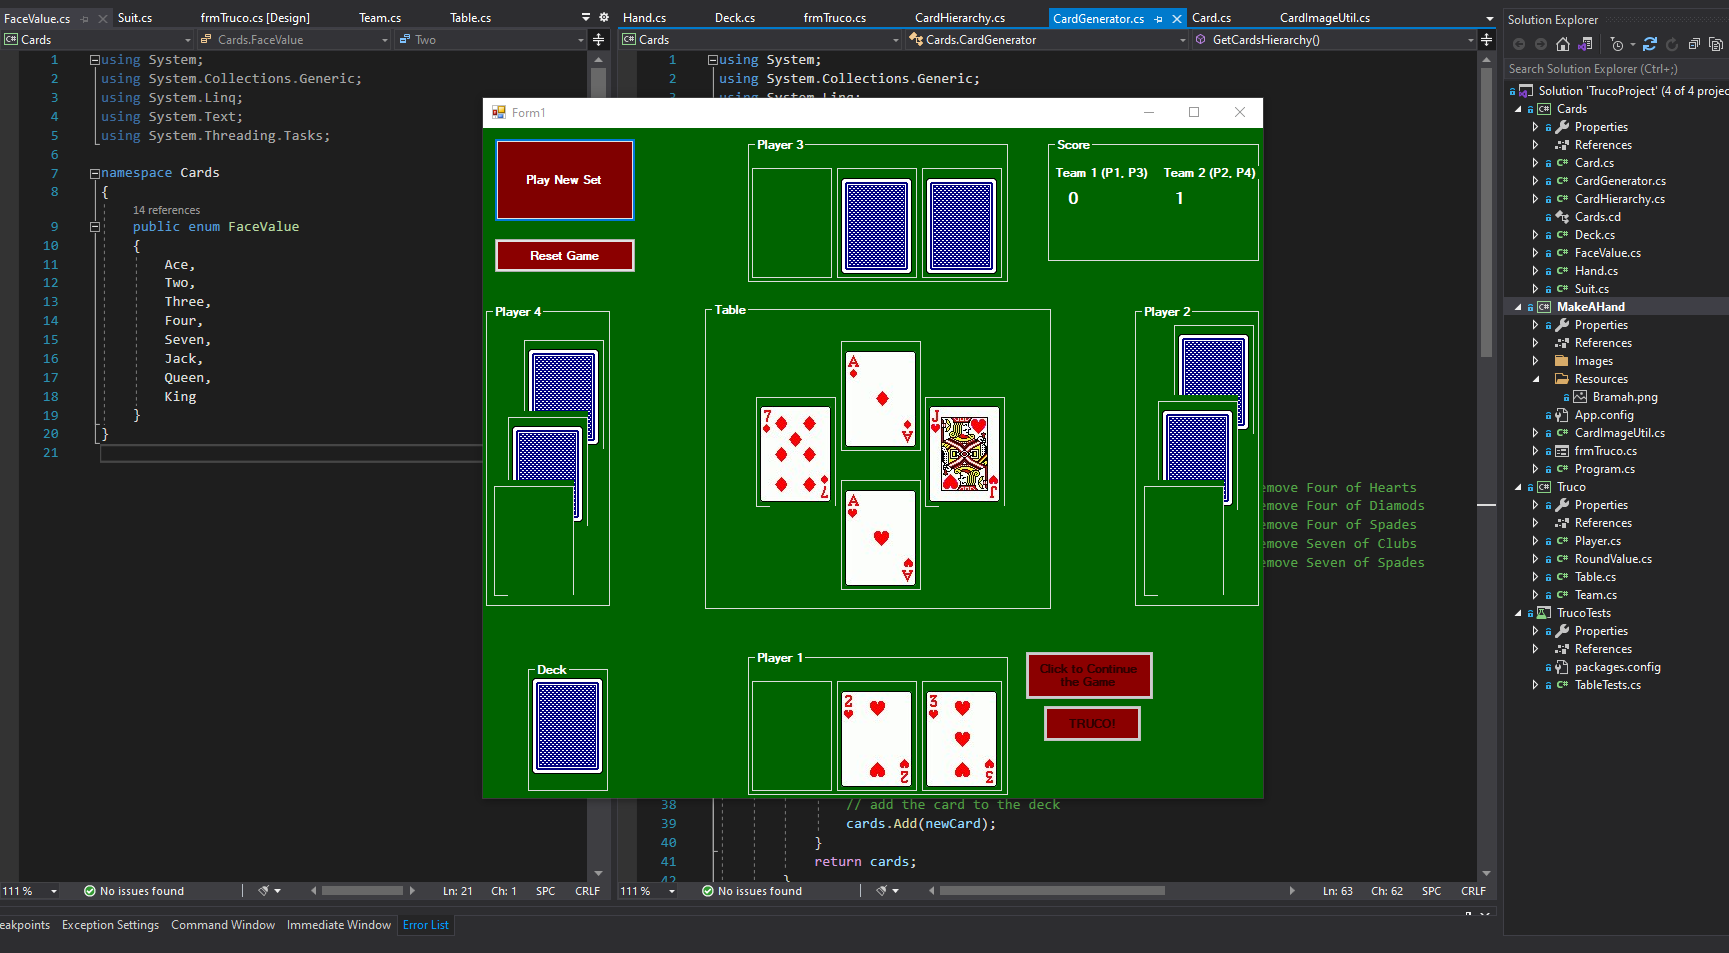 FaceValue.cs
Suit.cs
frmTruco.cs [Design]
Team.cs
Table.cs
Hand.cs
Deck.cs
frmTruco.cs
CardHierarchy.cs
CardGenerator.cs
Card.cs
CardImageUtil.cs
C# Cards
Cards.FaceValue
Two
C# Cards
Cards.CardGenerator
GetCardsHierarchy()
1 using System;
2 using System.Collections.Generic;
3 using System.Linq;
4 using System.Text;
5 using System.Threading.Tasks;
6
7 namespace Cards
8 {
14 references
9 public enum FaceValue
10 {
11 Ace,
12 Two,
13 Three,
14 Four,
15 Seven,
16 Jack,
17 Queen,
18 King
19 }
20 }
21
1 using System;
2 using System.Collections.Generic;
3 using System.Linq;
Form1
Play New Set
Reset Game
Player 3
Score
Team 1 (P1, P3) Team 2 (P2, P4)
0 1
Player 4
Table
Player 2
A
A
7
7
J
J
A
A
Deck
Player 1
2
2
3
3
Click to Continue
the Game
TRUCO!
emove Four of Hearts
emove Four of Diamods
emove Four of Spades
emove Seven of Clubs
emove Seven of Spades
38 // add the card to the deck
39 cards.Add(newCard);
40 }
41 return cards;
42 }
111 %
No issues found
Ln: 21 Ch: 1 SPC CRLF
111 %
No issues found
Ln: 63 Ch: 62 SPC CRLF
eakpoints
Exception Settings
Command Window
Immediate Window
Error List
Solution Explorer
Search Solution Explorer (Ctrl+;)
Solution 'TrucoProject' (4 of 4 projec
C# Cards
Properties
References
C# Card.cs
C# CardGenerator.cs
C# CardHierarchy.cs
Cards.cd
C# Deck.cs
C# FaceValue.cs
C# Hand.cs
C# Suit.cs
C# MakeAHand
Properties
References
Images
Resources
Bramah.png
App.config
C# CardImageUtil.cs
frmTruco.cs
C# Program.cs
C# Truco
Properties
References
C# Player.cs
C# RoundValue.cs
C# Table.cs
C# Team.cs
TrucoTests
Properties
References
packages.config
C# TableTests.cs